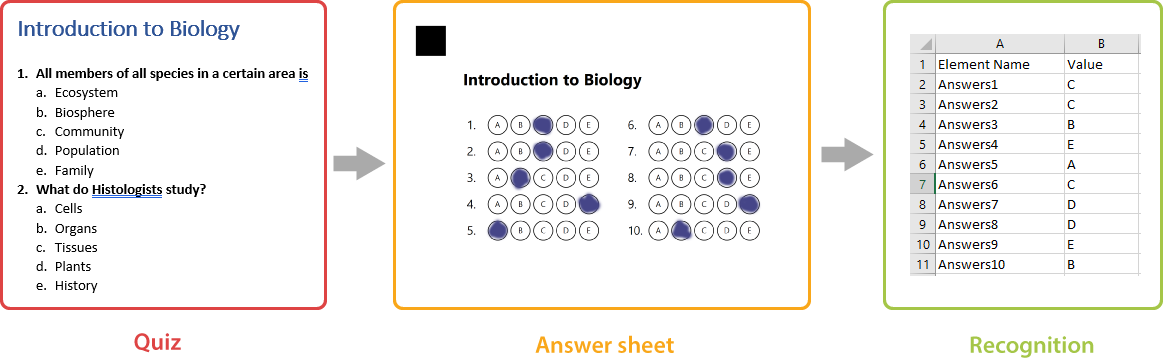 Introduction to Biology
1. All members of all species in a certain area is
a. Ecosystem
b. Biosphere
c. Community
d. Population
e. Family
2. What do Histologists study?
a. Cells
b. Organs
c. Tissues
d. Plants
e. History
Quiz
Introduction to Biology
1. A B D E
2. A B D E
3. A C D E
4. A B C D
5. B C D E
6. A B D E
7. A B C E
8. A B C E
9. A B C D
10. A C D E
Answer sheet
A B
1 Element Name Value
2 Answers1 C
3 Answers2 C
4 Answers3 B
5 Answers4 E
6 Answers5 A
7 Answers6 C
8 Answers7 D
9 Answers8 D
10 Answers9 E
11 Answers10 B
Recognition